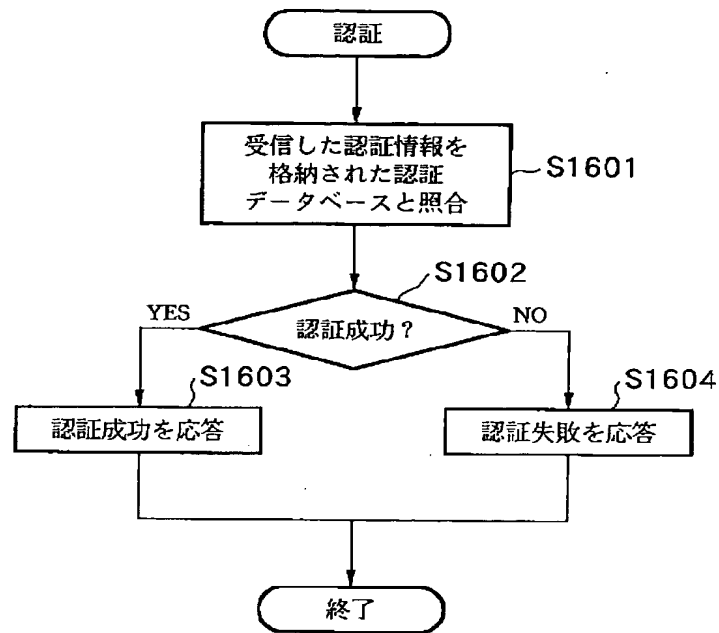 認証
受信した認証情報を
格納された認証
データベースと照合
S1601
S1602
YES
認証成功？
NO
S1603
S1604
認証成功を応答
認証失敗を応答
終了